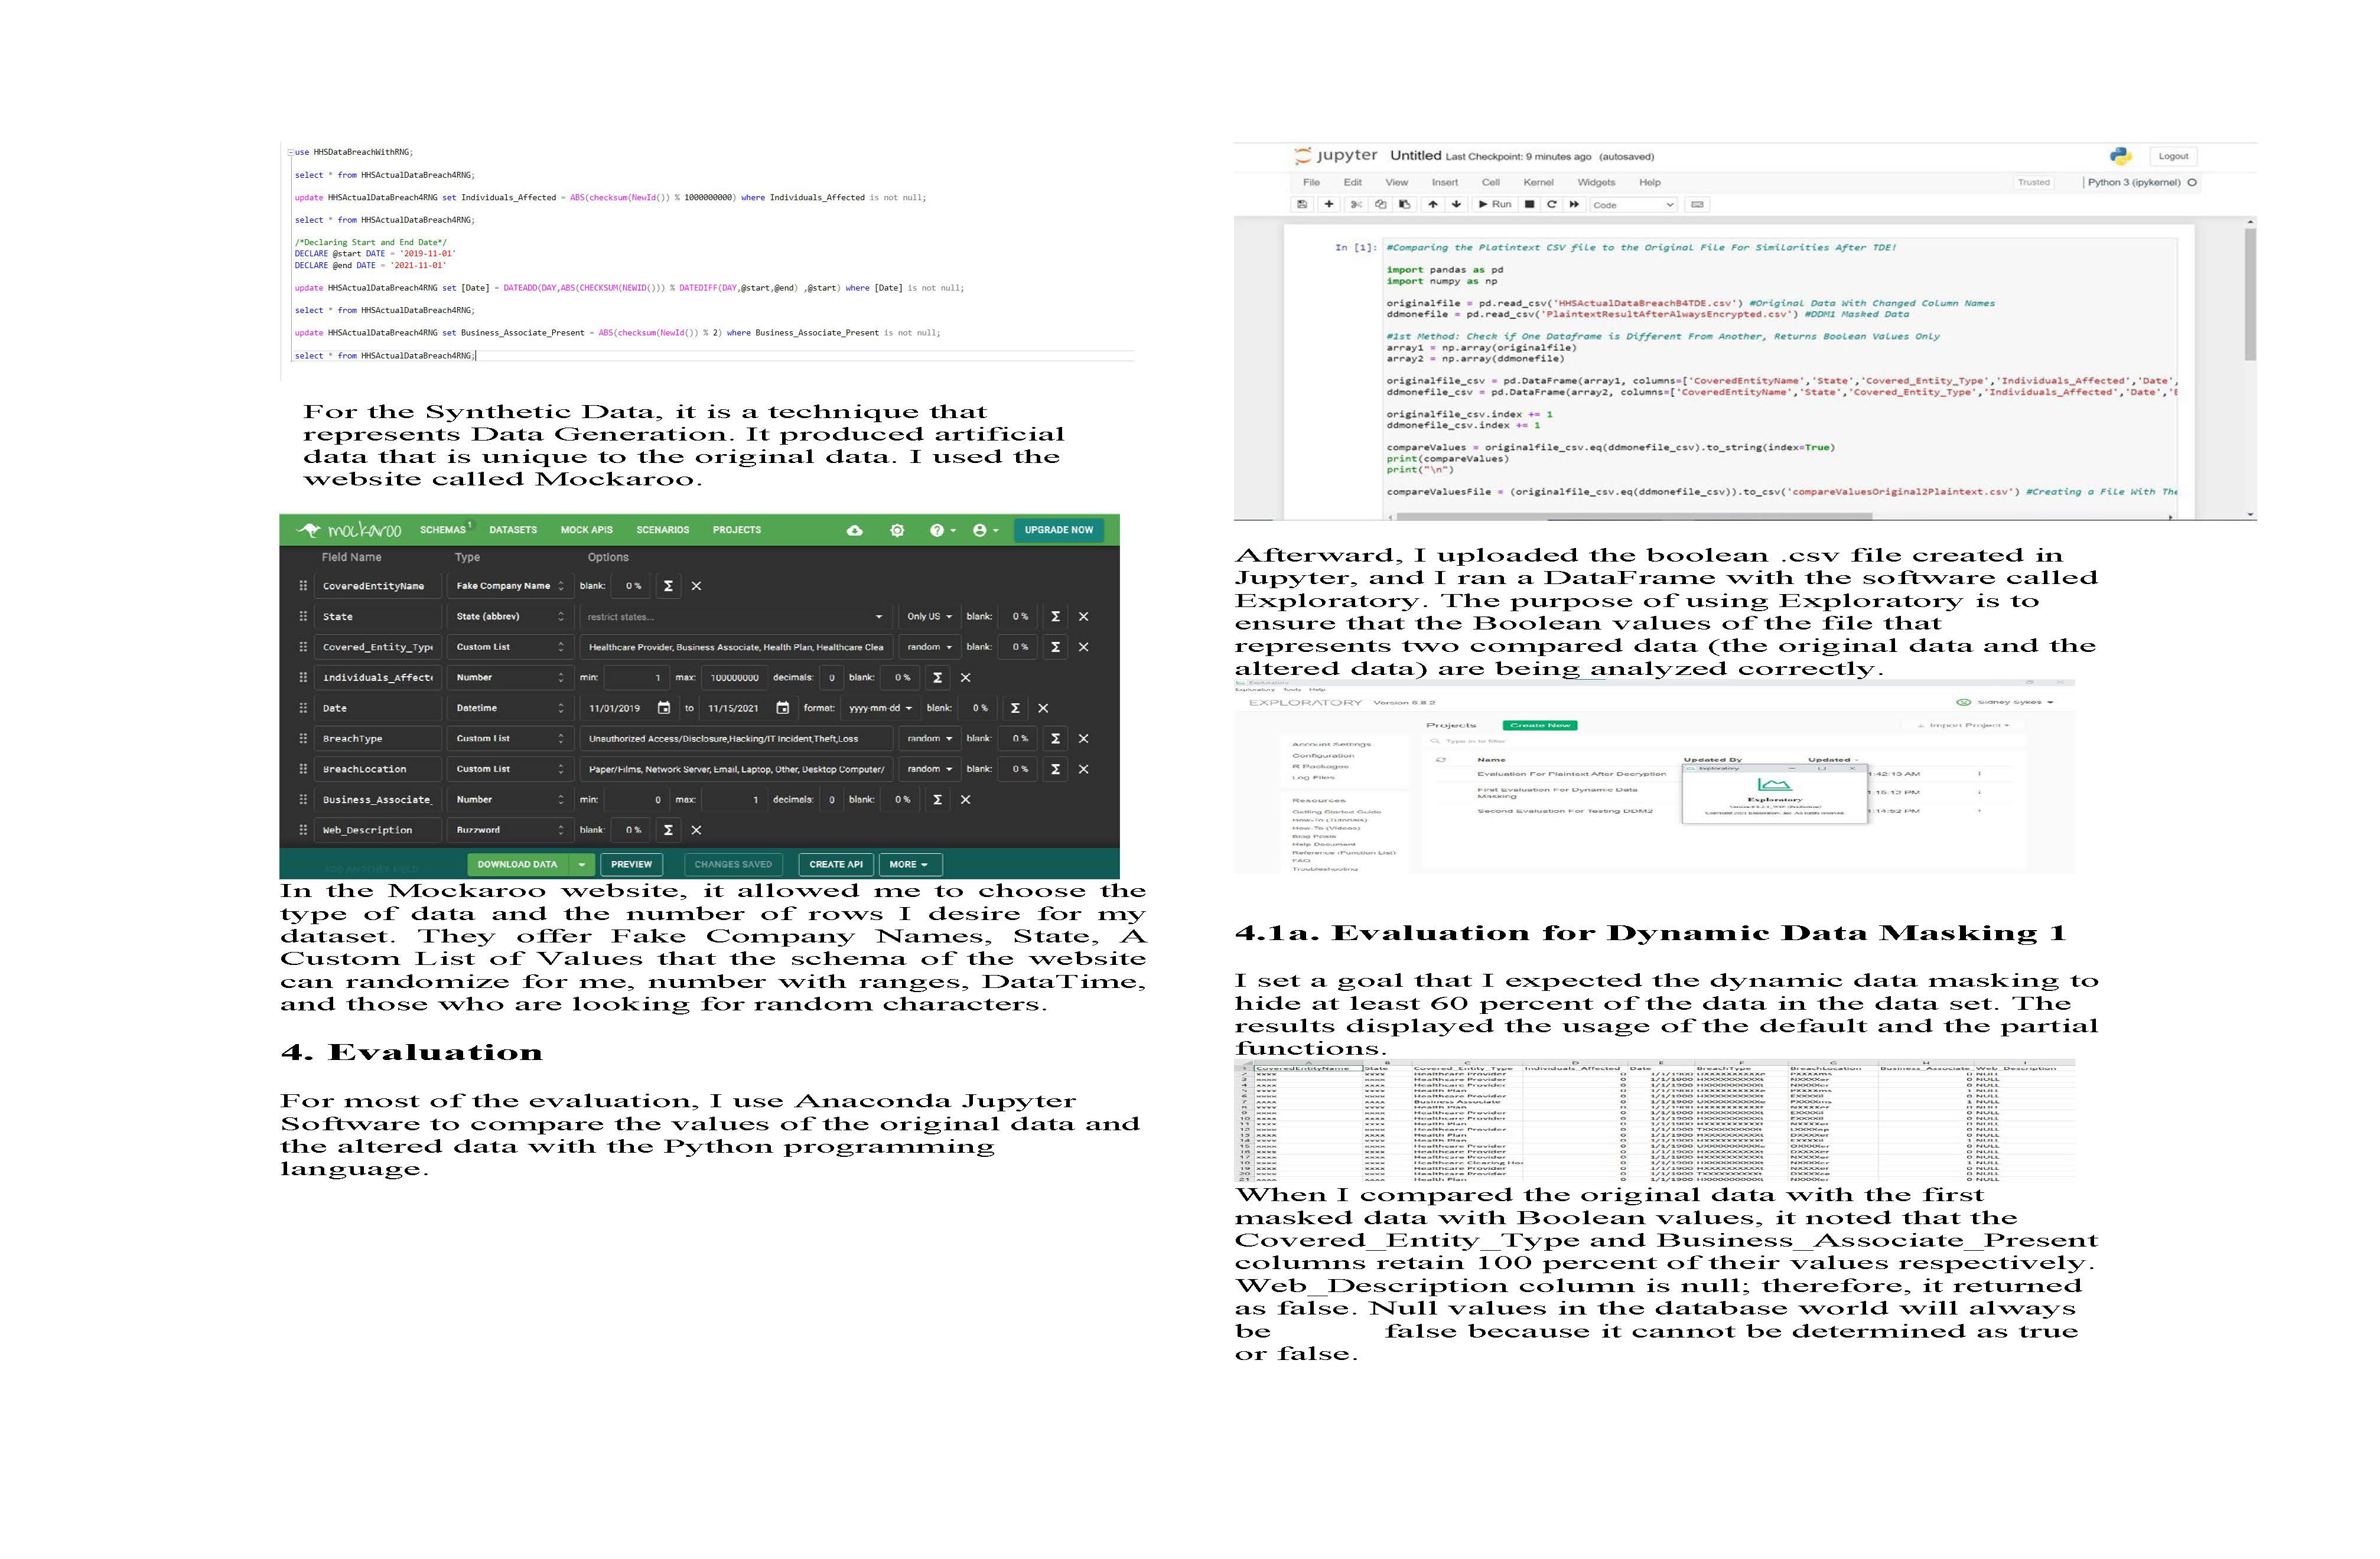 use HHSDataBreachWithRNG;
select * from HHSActualDataBreach4RNG;
update HHSActualDataBreach4RNG set Individuals_Affected = ABS(checksum(NewId()) % 1000000000) where Individuals_Affected is not null;
select * from HHSActualDataBreach4RNG;
/*Declaring Start and End Date*/
DECLARE @start DATE = '2019-11-01'
DECLARE @end DATE = '2021-11-01'
update HHSActualDataBreach4RNG set [Date] = DATEADD(DAY,ABS(CHECKSUM(NEWID())) % DATEDIFF(DAY,@start,@end) ,@start) where [Date] is not null;
select * from HHSActualDataBreach4RNG;
update HHSActualDataBreach4RNG set Business_Associate_Present = ABS(checksum(NewId()) % 2) where Business_Associate_Present is not null;
select * from HHSActualDataBreach4RNG;
For the Synthetic Data, it is a technique that
represents Data Generation. It produced artificial
data that is unique to the original data. I used the
website called Mockaroo.
mockaroo SCHEMAS 1 DATASETS MOCK APIS SCENARIOS PROJECTS UPGRADE NOW
Field Name Type Options
CoveredEntityName Fake Company Name blank: 0 % Σ
State State (abbrev) restrict states... Only US blank: 0 % Σ
Covered_Entity_Type Custom List Healthcare Provider, Business Associate, Health Plan, Healthcare Clea random blank: 0 % Σ
Individuals_Affecte Number min: 1 max: 100000000 decimals: 0 blank: 0 % Σ
Date Datetime 11/01/2019 to 11/15/2021 format: yyyy-mm-dd blank: 0 % Σ
BreachType Custom List Unauthorized Access/Disclosure,Hacking/IT Incident,Theft,Loss random blank: 0 % Σ
BreachLocation Custom List Paper/Films, Network Server, Email, Laptop, Other, Desktop Computer/ random blank: 0 % Σ
Business_Associate_ Number min: 0 max: 1 decimals: 0 blank: 0 % Σ
Web_Description Buzzword blank: 0 % Σ
ADD ANOTHER FIELD DOWNLOAD DATA PREVIEW CHANGES SAVED CREATE API MORE
In the Mockaroo website, it allowed me to choose the
type of data and the number of rows I desire for my
dataset. They offer Fake Company Names, State, A
Custom List of Values that the schema of the website
can randomize for me, number with ranges, DataTime,
and those who are looking for random characters.
4. Evaluation
For most of the evaluation, I use Anaconda Jupyter
Software to compare the values of the original data and
the altered data with the Python programming
language.
jupyter Untitled Last Checkpoint: 9 minutes ago (autosaved) Logout
File Edit View Insert Cell Kernel Widgets Help Trusted Python 3 (ipykernel)
Run Code
In [1]: #Comparing the Platintext CSV file to the Original File For Similarities After TDE!
import pandas as pd
import numpy as np
originalfile = pd.read_csv('HHSActualDataBreachB4TDE.csv') #Original Data With Changed Column Names
ddmonefile = pd.read_csv('PlaintextResultAfterAlwaysEncrypted.csv') #DDM1 Masked Data
#1st Method: Check if One Dataframe is Different From Another, Returns Boolean Values Only
array1 = np.array(originalfile)
array2 = np.array(ddmonefile)
originalfile_csv = pd.DataFrame(array1, columns=['CoveredEntityName','State','Covered_Entity_Type','Individuals_Affected','Date',
ddmonefile_csv = pd.DataFrame(array2, columns=['CoveredEntityName','State','Covered_Entity_Type','Individuals_Affected','Date','B
originalfile_csv.index += 1
ddmonefile_csv.index += 1
compareValues = originalfile_csv.eq(ddmonefile_csv).to_string(index=True)
print(compareValues)
print("\n")
compareValuesFile = (originalfile_csv.eq(ddmonefile_csv)).to_csv('compareValuesOriginal2Plaintext.csv') #Creating a File With The
Afterward, I uploaded the boolean .csv file created in
Jupyter, and I ran a DataFrame with the software called
Exploratory. The purpose of using Exploratory is to
ensure that the Boolean values of the file that
represents two compared data (the original data and the
altered data) are being analyzed correctly.
Exploratory Tools Help
EXPLORATORY Version 6.8.2 Sidney Sykes
Projects Create New Import Project
Type in to filter
Account Settings
Configuration
R Packages
Log Files
Resources
Getting Started Guide
How-To (Tutorials)
How-To (Videos)
Blog Posts
Help Document
Reference (Function List)
FAQ
Troubleshooting
Name Updated By Updated
Evaluation For Plaintext After Decryption 1:42:13 AM
First Evaluation For Dynamic Data
Masking
Second Evaluation For Testing DDM2
Exploratory
4.1a. Evaluation for Dynamic Data Masking 1
I set a goal that I expected the dynamic data masking to
hide at least 60 percent of the data in the data set. The
results displayed the usage of the default and the partial
functions.
CoveredEntityName State Covered_Entity_Type Individuals_Affected Date BreachType BreachLocation Business_Associate Web_Description
When I compared the original data with the first
masked data with Boolean values, it noted that the
Covered_Entity_Type and Business_Associate_Present
columns retain 100 percent of their values respectively.
Web_Description column is null; therefore, it returned
as false. Null values in the database world will always
be false because it cannot be determined as true
or false.